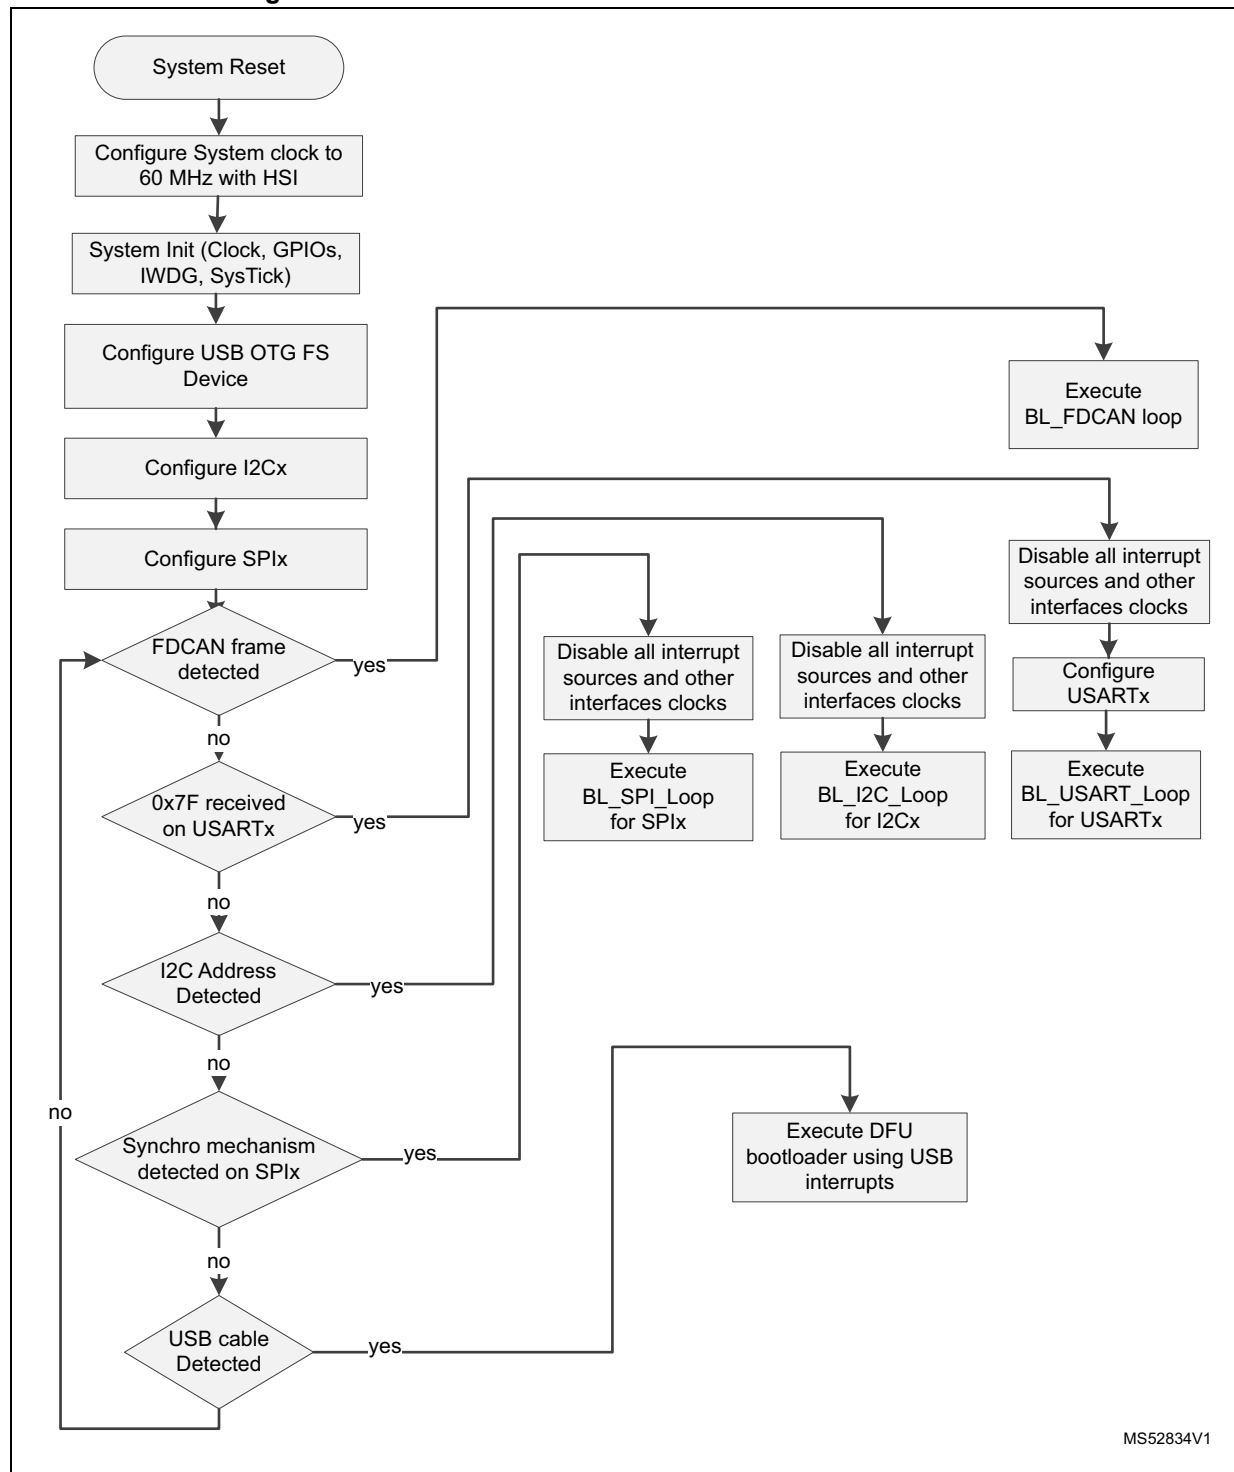 System Reset
Configure System clock to
60 MHz with HSI
System Init (Clock, GPIOs,
IWDG, SysTick)
Configure USB OTG FS
Device
Configure I2Cx
Configure SPIx
FDCAN frame
detected
yes
no
Execute
BL_FDCAN loop
0x7F received
on USARTx
yes
no
Disable all interrupt
sources and other
interfaces clocks
Configure
USARTx
Execute
BL_USART_Loop
for USARTx
I2C Address
Detected
yes
no
Disable all interrupt
sources and other
interfaces clocks
Execute
BL_I2C_Loop
for I2Cx
Synchro mechanism
detected on SPIx
yes
no
Disable all interrupt
sources and other
interfaces clocks
Execute
BL_SPI_Loop
for SPIx
USB cable
Detected
yes
no
Execute DFU
bootloader using USB
interrupts
MS52834V1